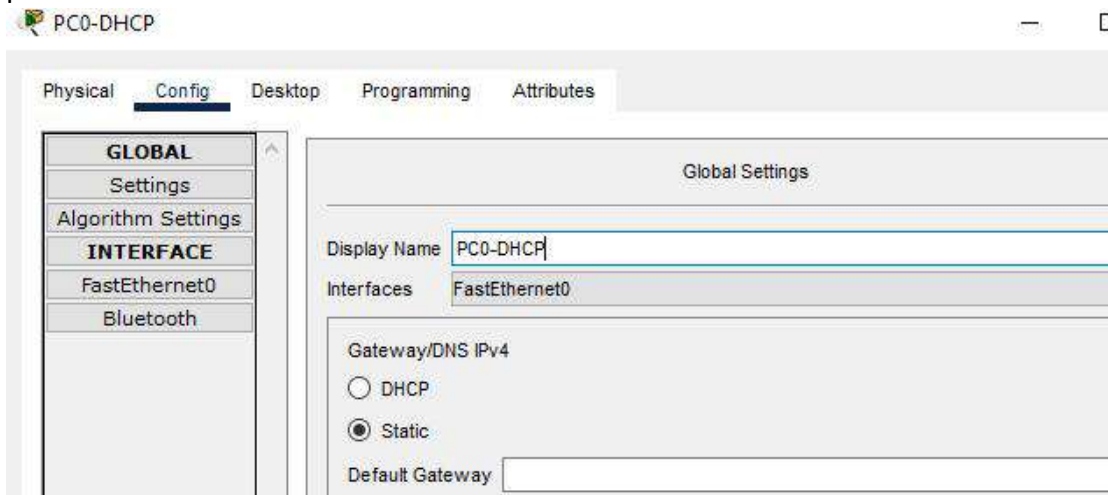 PC0-DHCP
Physical Config Desktop Programming Attributes
GLOBAL
Settings
Algorithm Settings
INTERFACE
FastEthernet0
Bluetooth
Global Settings
Display Name PC0-DHCP
Interfaces FastEthernet0
Gateway/DNS IPv4
DHCP
Static
Default Gateway